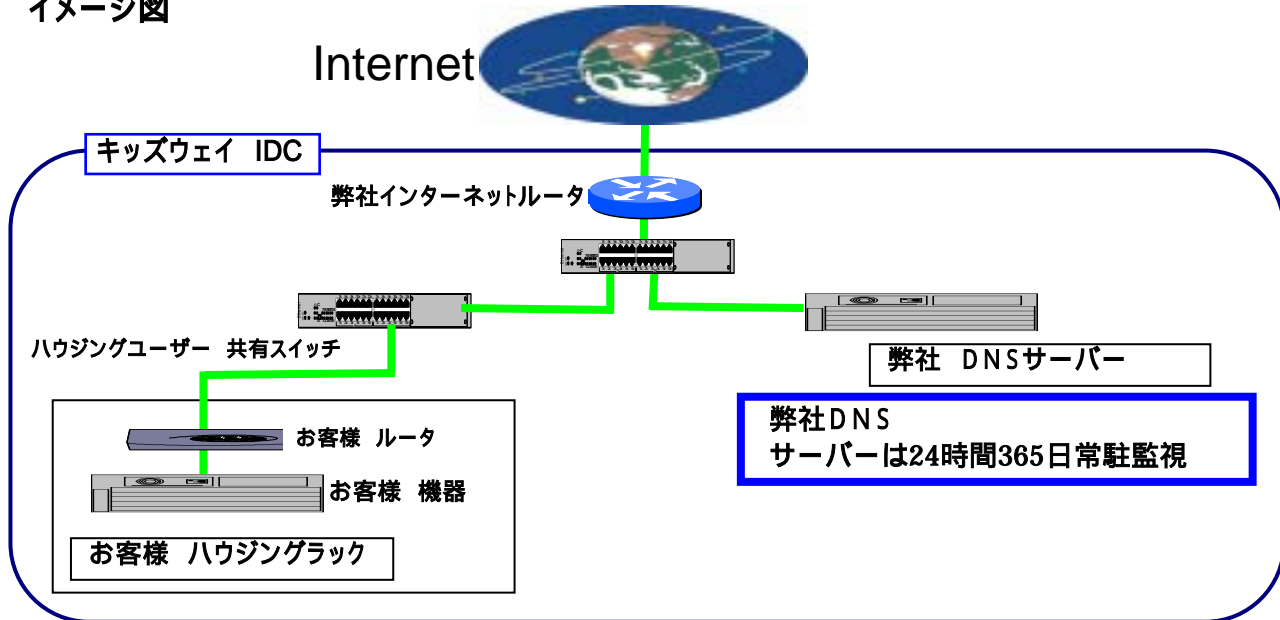 イメージ図
Internet
キッズウェイ IDC
弊社インターネットルータ
ハウジングユーザー 共有スイッチ
弊社 DNSサーバー
弊社DNS
サーバーは24時間365日常駐監視
お客様 ルータ
お客様 機器
お客様 ハウジングラック